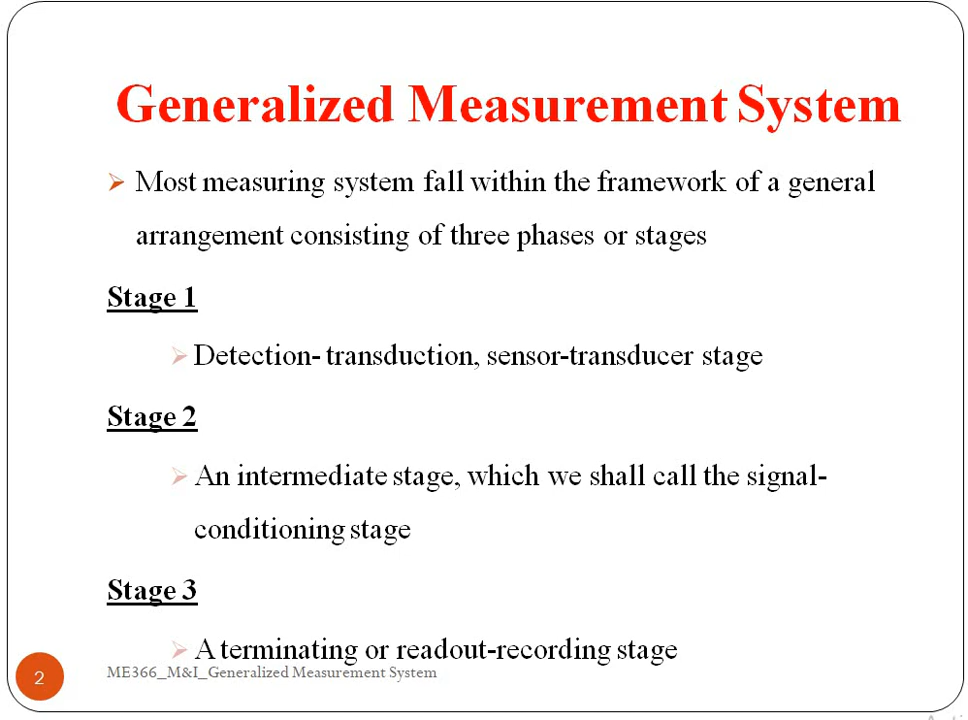 Generalized Measurement System
Most measuring system fall within the framework of a general
arrangement consisting of three phases or stages
Stage 1
Detection- transduction, sensor-transducer stage
Stage 2
An intermediate stage, which we shall call the signal-
conditioning stage
Stage 3
A terminating or readout-recording stage
2
ME366_M&I_Generalized Measurement System